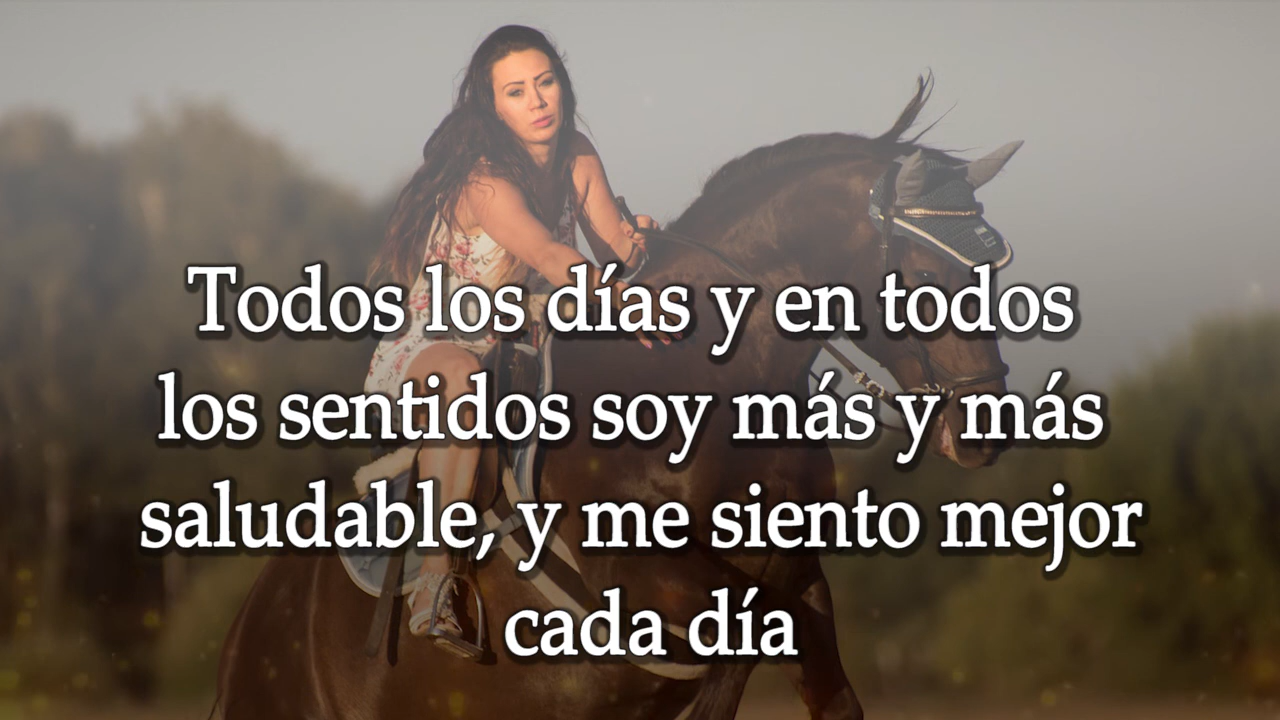 Todos los días y en todos
los sentidos soy más y más
saludable, y me siento mejor
cada día